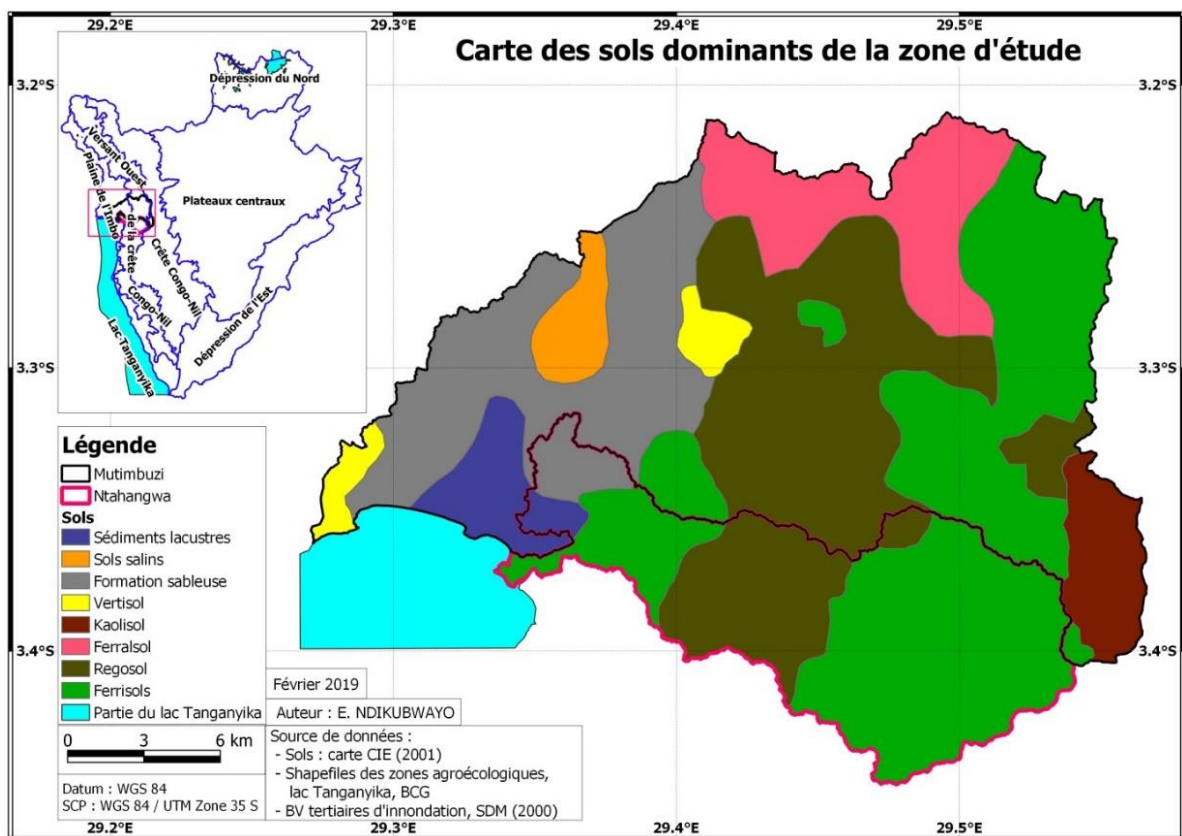 29.2°E
29.3°E
29.4°E
29.5°E
Carte des sols dominants de la zone d'étude
3.2°S
3.2°S
3.3°S
3.3°S
3.4°S
3.4°S
Dépression du Nord
Versant Ouest
Plaine de l'Imbo
Plateaux centraux
de la crête
Crête Congo-Nil
Congo-Nil
Dépression de l'Est
Lac-Tanganyika
Légende
Mutimbuzi
Ntahangwa
Sols
Sédiments lacustres
Sols salins
Formation sableuse
Vertisol
Kaolisol
Ferralsol
Regosol
Ferrisols
Partie du lac Tanganyika
Février 2019
Auteur : E. NDIKUBWAYO
0 3 6 km
Datum : WGS 84
SCP : WGS 84 / UTM Zone 35 S
Source de données :
- Sols : carte CIE (2001)
- Shapefiles des zones agroécologiques,
lac Tanganyika, BCG
- BV tertiaires d'innondation, SDM (2000)
29.2°E
29.3°E
29.4°E
29.5°E